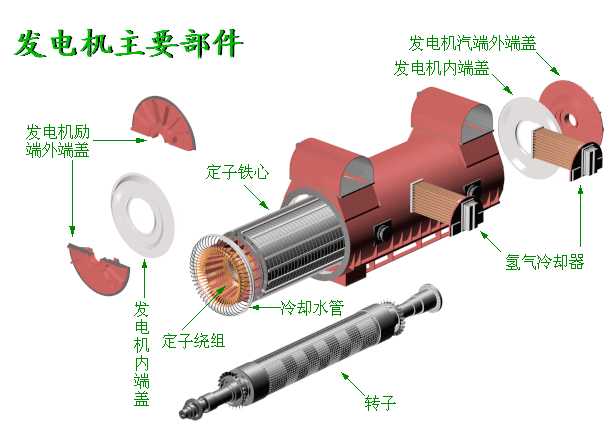 发电机主要部件
发电机汽端外端盖
发电机内端盖
发电机励
端外端盖
定子铁心
氢气冷却器
冷却水管
定子绕组
发电机内端盖
转子